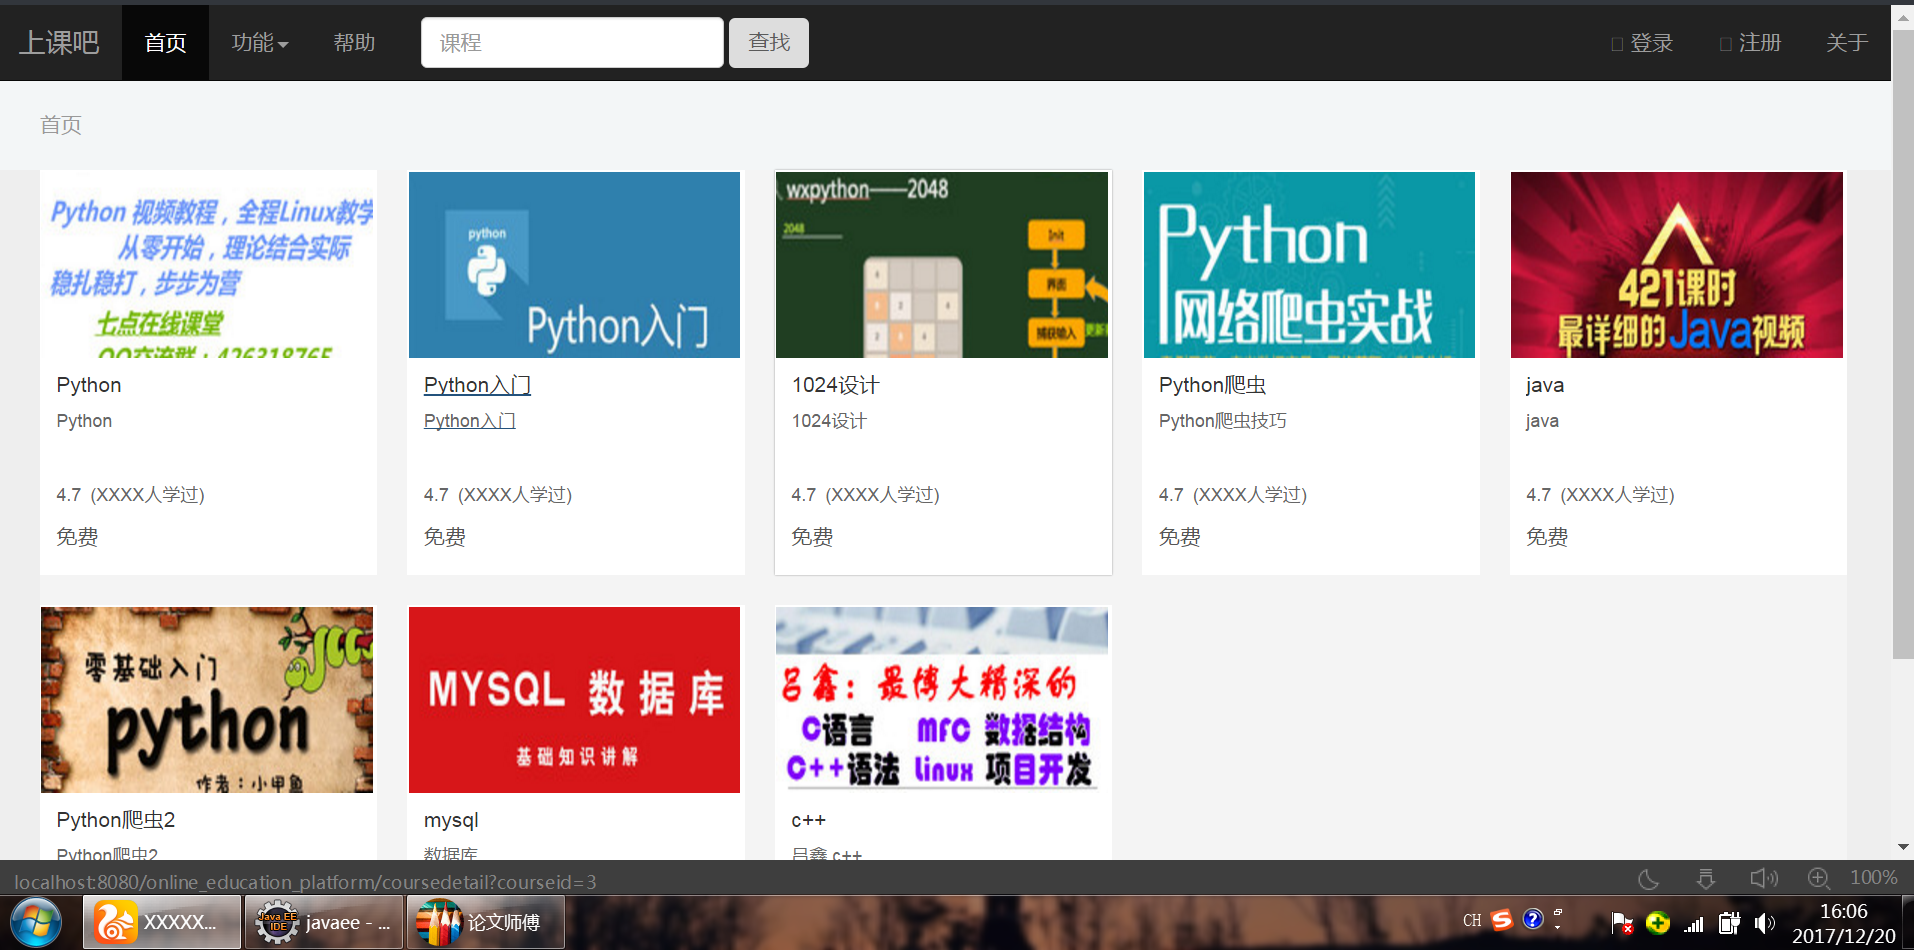 上课吧 首页 功能 帮助 课程 查找 登录 注册 关于
首页
Python 视频教程，全程Linux教学
从零开始，理论结合实际
稳扎稳打，步步为营
七点在线课堂
QQ交流群：426318765
Python
Python
4.7 (XXXX人学过)
免费
python
Python入门
Python入门
Python入门
4.7 (XXXX人学过)
免费
wxpython——2048
2048
Init
界面
捕获输入
1024设计
1024设计
4.7 (XXXX人学过)
免费
Python
网络爬虫实战
Python爬虫
Python爬虫技巧
4.7 (XXXX人学过)
免费
421课时
最详细的Java视频
java
java
4.7 (XXXX人学过)
免费
零基础入门
python
作者：小甲鱼
Python爬虫2
Python爬虫2
MYSQL 数据库
基础知识讲解
mysql
数据库
吕鑫：最博大精深的
C语言 MFC 数据结构
C++语法 Linux 项目开发
c++
吕鑫 c++
localhost:8080/online_education_platform/coursedetail?courseid=3
100%
XXXXX...
Java EE
IDE
javaee - ...
论文师傅
CH
16:06
2017/12/20